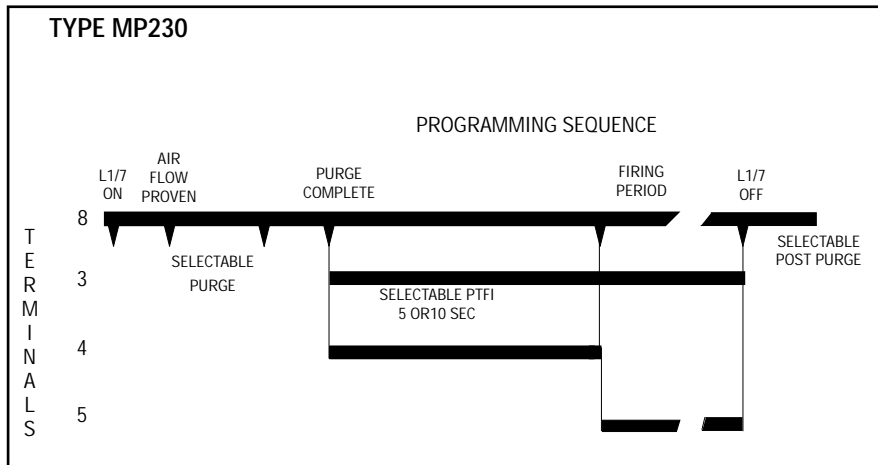 TYPE MP230
PROGRAMMING SEQUENCE
L1/7
ON
AIR
FLOW
PROVEN
PURGE
COMPLETE
FIRING
PERIOD
L1/7
OFF
TERMINALS
8
SELECTABLE
PURGE
SELECTABLE
POST PURGE
3
SELECTABLE PTFI
5 OR10 SEC
4
5